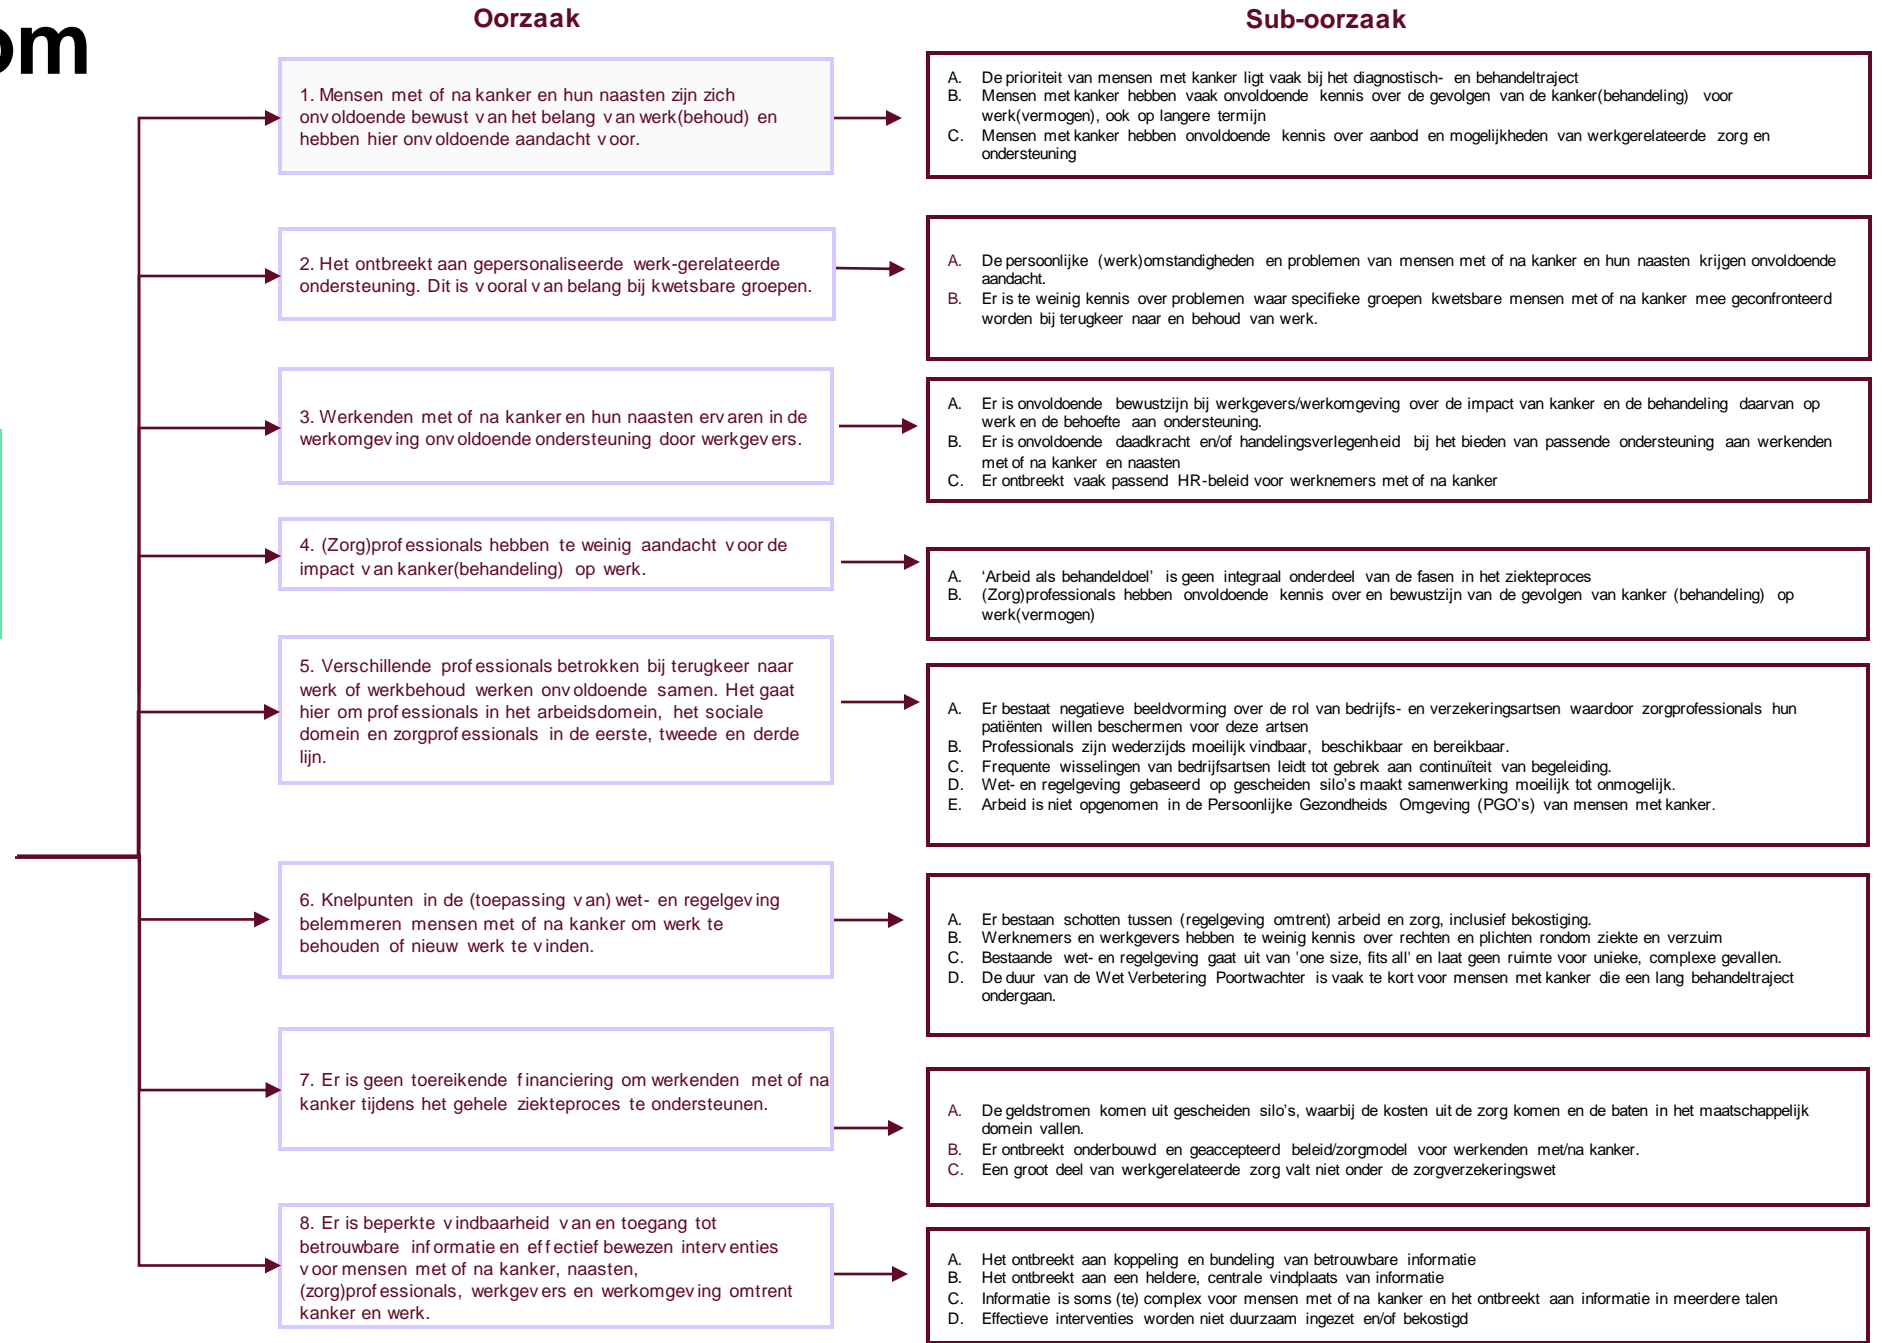 om
Oorzaak
Sub-oorzaak
1. Mensen met of na kanker en hun naasten zijn zich
onvoldoende bewust van het belang van werk(behoud) en
hebben hier onvoldoende aandacht voor.
A. De prioriteit van mensen met kanker ligt vaak bij het diagnostisch- en behandeltraject
B. Mensen met kanker hebben vaak onvoldoende kennis over de gevolgen van de kanker(behandeling) voor
werk(vermogen), ook op langere termijn
C. Mensen met kanker hebben onvoldoende kennis over aanbod en mogelijkheden van werkgerelateerde zorg en
ondersteuning
2. Het ontbreekt aan gepersonaliseerde werk-gerelateerde
ondersteuning. Dit is vooral van belang bij kwetsbare groepen.
A. De persoonlijke (werk)omstandigheden en problemen van mensen met of na kanker en hun naasten krijgen onvoldoende
aandacht.
B. Er is te weinig kennis over problemen waar specifieke groepen kwetsbare mensen met of na kanker mee geconfronteerd
worden bij terugkeer naar en behoud van werk.
3. Werkenden met of na kanker en hun naasten ervaren in de
werkomgeving onvoldoende ondersteuning door werkgevers.
A. Er is onvoldoende bewustzijn bij werkgevers/werkomgeving over de impact van kanker en de behandeling daarvan op
werk en de behoefte aan ondersteuning.
B. Er is onvoldoende daadkracht en/of handelingsverlegenheid bij het bieden van passende ondersteuning aan werkenden
met of na kanker en naasten
C. Er ontbreekt vaak passend HR-beleid voor werknemers met of na kanker
4. (Zorg)professionals hebben te weinig aandacht voor de
impact van kanker(behandeling) op werk.
A. ‘Arbeid als behandeldoel’ is geen integraal onderdeel van de fasen in het ziekteproces
B. (Zorg)professionals hebben onvoldoende kennis over en bewustzijn van de gevolgen van kanker (behandeling) op
werk(vermogen)
5. Verschillende professionals betrokken bij terugkeer naar
werk of werkbehoud werken onvoldoende samen. Het gaat
hier om professionals in het arbeidsdomein, het sociale
domein en zorgprofessionals in de eerste, tweede en derde
lijn.
A. Er bestaat negatieve beeldvorming over de rol van bedrijfs- en verzekeringsartsen waardoor zorgprofessionals hun
patiënten willen beschermen voor deze artsen
B. Professionals zijn wederzijds moeilijk vindbaar, beschikbaar en bereikbaar.
C. Frequente wisselingen van bedrijfsartsen leidt tot gebrek aan continuïteit van begeleiding.
D. Wet- en regelgeving gebaseerd op gescheiden silo’s maakt samenwerking moeilijk tot onmogelijk.
E. Arbeid is niet opgenomen in de Persoonlijke Gezondheids Omgeving (PGO’s) van mensen met kanker.
6. Knelpunten in de (toepassing van) wet- en regelgeving
belemmeren mensen met of na kanker om werk te
behouden of nieuw werk te vinden.
A. Er bestaan schotten tussen (regelgeving omtrent) arbeid en zorg, inclusief bekostiging.
B. Werknemers en werkgevers hebben te weinig kennis over rechten en plichten rondom ziekte en verzuim
C. Bestaande wet- en regelgeving gaat uit van 'one size, fits all' en laat geen ruimte voor unieke, complexe gevallen.
D. De duur van de Wet Verbetering Poortwachter is vaak te kort voor mensen met kanker die een lang behandeltraject
ondergaan.
7. Er is geen toereikende financiering om werkenden met of na
kanker tijdens het gehele ziekteproces te ondersteunen.
A. De geldstromen komen uit gescheiden silo’s, waarbij de kosten uit de zorg komen en de baten in het maatschappelijk
domein vallen.
B. Er ontbreekt onderbouwd en geaccepteerd beleid/zorgmodel voor werkenden met/na kanker.
C. Een groot deel van werkgerelateerde zorg valt niet onder de zorgverzekeringswet
8. Er is beperkte vindbaarheid van en toegang tot
betrouwbare informatie en effectief bewezen interventies
voor mensen met of na kanker, naasten,
(zorg)professionals, werkgevers en werkomgeving omtrent
kanker en werk.
A. Het ontbreekt aan koppeling en bundeling van betrouwbare informatie
B. Het ontbreekt aan een heldere, centrale vindplaats van informatie
C. Informatie is soms (te) complex voor mensen met of na kanker en het ontbreekt aan informatie in meerdere talen
D. Effectieve interventies worden niet duurzaam ingezet en/of bekostigd